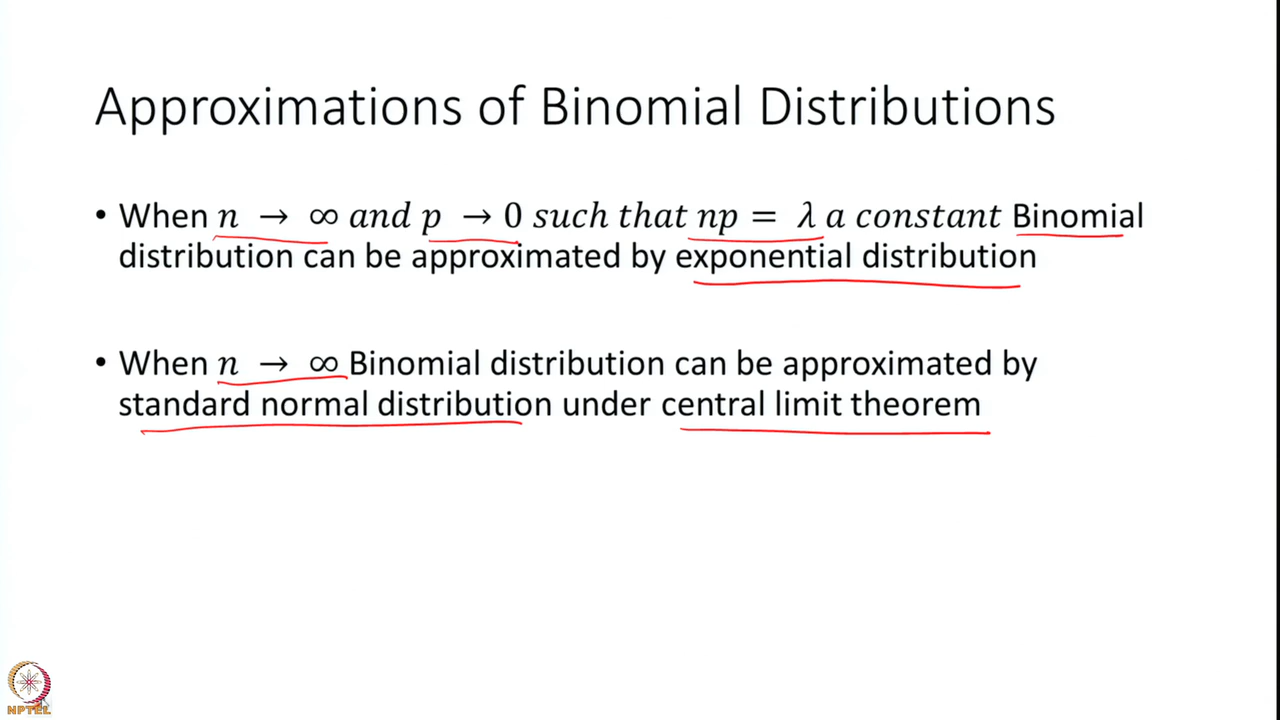 Approximations of Binomial Distributions
• When n → ∞ and p → 0 such that np = λ a constant Binomial
distribution can be approximated by exponential distribution
• When n → ∞ Binomial distribution can be approximated by
standard normal distribution under central limit theorem
NPTEL